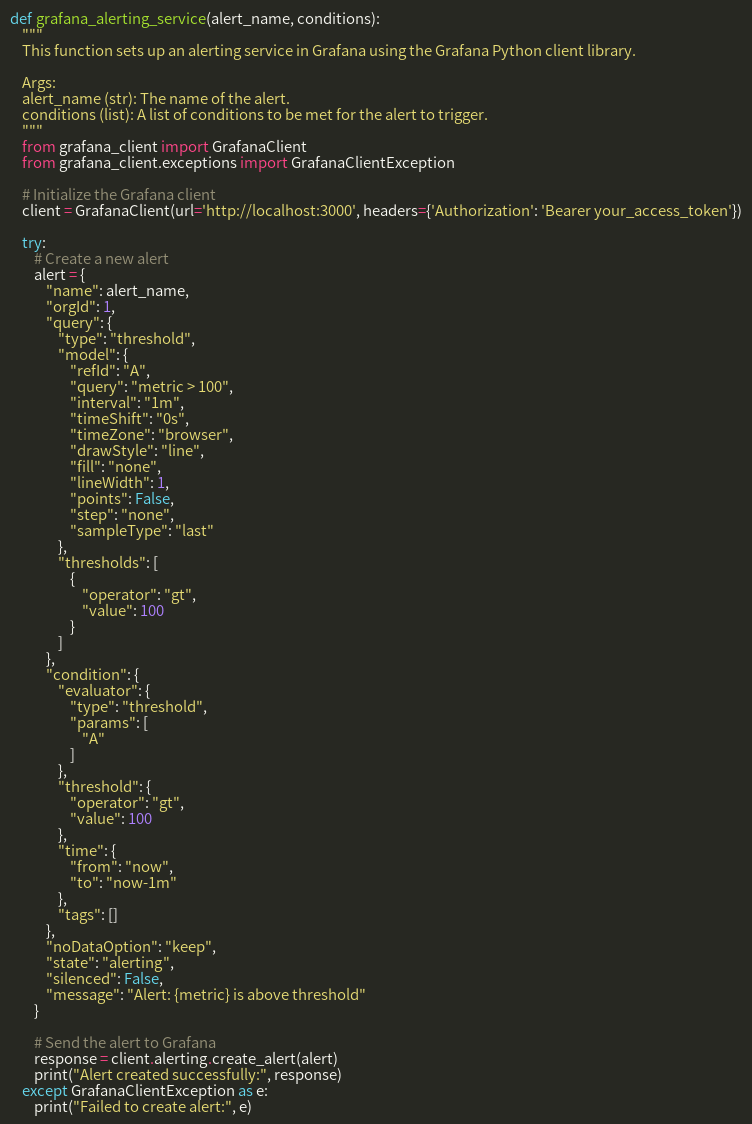 def grafana_alerting_service(alert_name, conditions):
    """
    This function sets up an alerting service in Grafana using the Grafana Python client library.

    Args:
    alert_name (str): The name of the alert.
    conditions (list): A list of conditions to be met for the alert to trigger.
    """
    from grafana_client import GrafanaClient
    from grafana_client.exceptions import GrafanaClientException

    # Initialize the Grafana client
    client = GrafanaClient(url='http://localhost:3000', headers={'Authorization': 'Bearer your_access_token'})

    try:
        # Create a new alert
        alert = {
            "name": alert_name,
            "orgId": 1,
            "query": {
                "type": "threshold",
                "model": {
                    "refId": "A",
                    "query": "metric > 100",
                    "interval": "1m",
                    "timeShift": "0s",
                    "timeZone": "browser",
                    "drawStyle": "line",
                    "fill": "none",
                    "lineWidth": 1,
                    "points": False,
                    "step": "none",
                    "sampleType": "last"
                },
                "thresholds": [
                    {
                        "operator": "gt",
                        "value": 100
                    }
                ]
            },
            "condition": {
                "evaluator": {
                    "type": "threshold",
                    "params": [
                        "A"
                    ]
                },
                "threshold": {
                    "operator": "gt",
                    "value": 100
                },
                "time": {
                    "from": "now",
                    "to": "now-1m"
                },
                "tags": []
            },
            "noDataOption": "keep",
            "state": "alerting",
            "silenced": False,
            "message": "Alert: {metric} is above threshold"
        }

        # Send the alert to Grafana
        response = client.alerting.create_alert(alert)
        print("Alert created successfully:", response)
    except GrafanaClientException as e:
        print("Failed to create alert:", e)